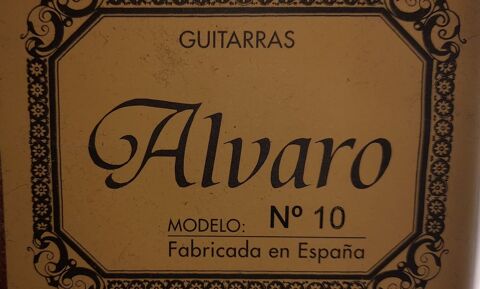 GUITARRAS
Alvaro
MODELO: Nº 10
Fabricada en España